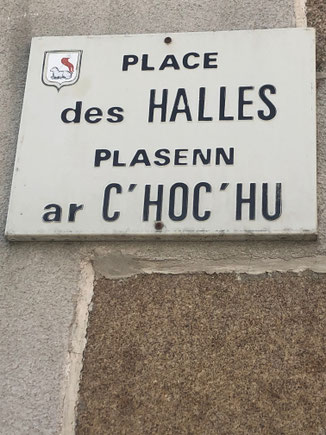 PLACE
des HALLES
PLASENN
ar C'HOC'HU